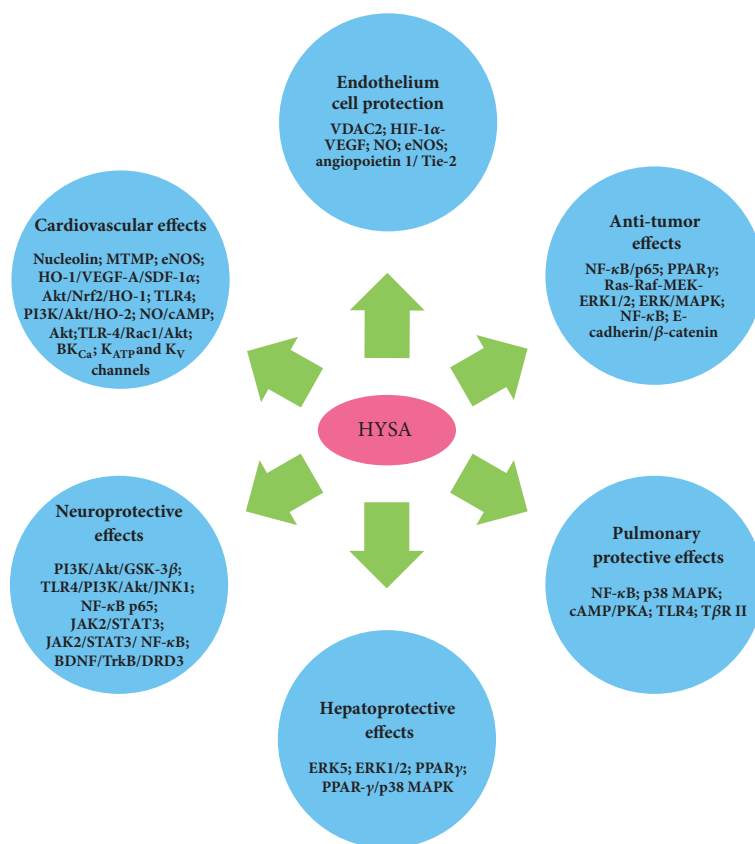 Endothelium
cell protection
VDAC2; HIF-1α-
VEGF; NO; eNOS;
angiopoietin 1/ Tie-2
Cardiovascular effects
Nucleolin; MTMP; eNOS;
HO-1/VEGF-A/SDF-1α;
Akt/Nrf2/HO-1; TLR4;
PI3K/Akt/HO-2; NO/cAMP;
Akt;TLR-4/Rac1/Akt;
BKCa; KATP and KV
channels
Anti-tumor
effects
NF-κB/p65; PPARγ;
Ras-Raf-MEK-
ERK1/2; ERK/MAPK;
NF-κB; E-
cadherin/β-catenin
HYSA
Neuroprotective
effects
PI3K/Akt/GSK-3β;
TLR4/PI3K/Akt/JNK1;
NF-κB p65;
JAK2/STAT3;
JAK2/STAT3/ NF-κB;
BDNF/TrkB/DRD3
Pulmonary
protective effects
NF-κB; p38 MAPK;
cAMP/PKA; TLR4; TβR II
Hepatoprotective
effects
ERK5; ERK1/2; PPARγ;
PPAR-γ/p38 MAPK